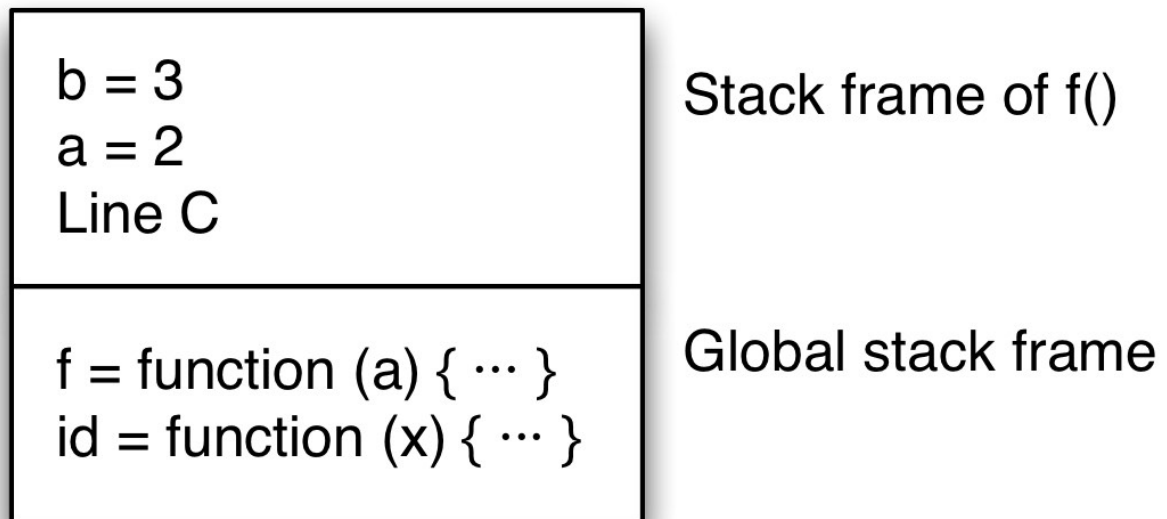 b = 3
a = 2
Line C
Stack frame of f()
f = function (a) { ··· }
id = function (x) { ··· }
Global stack frame